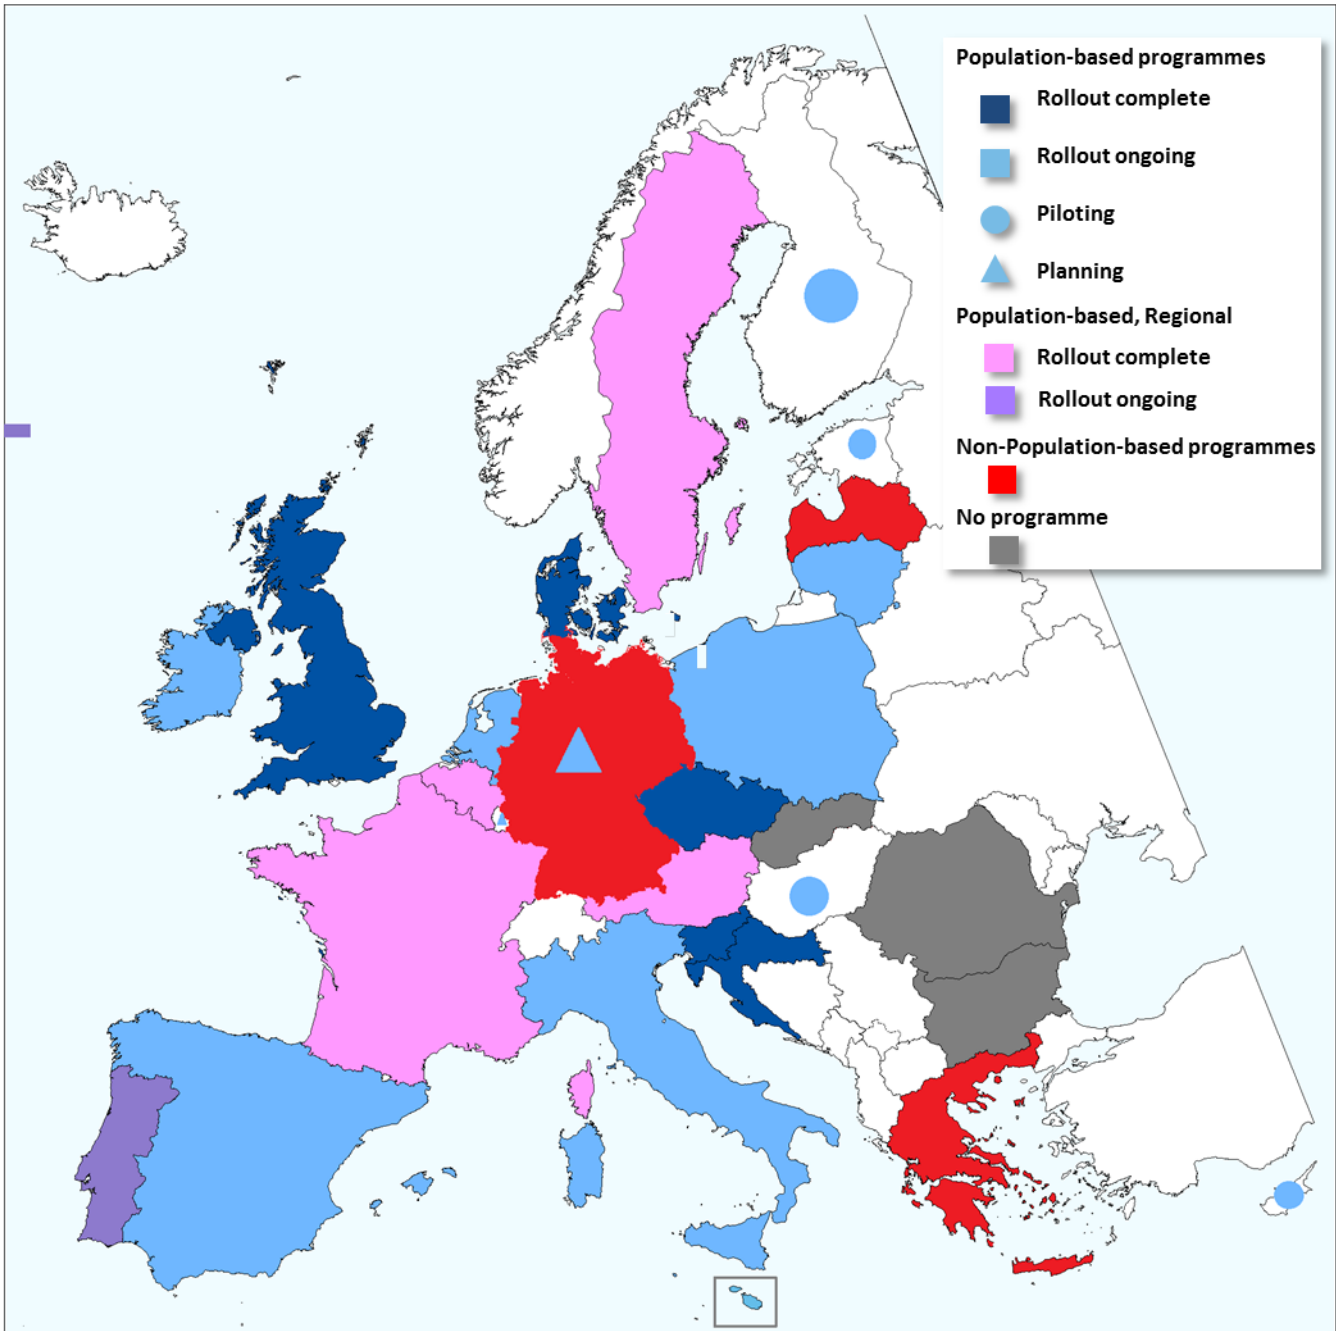 Population-based programmes
Rollout complete
Rollout ongoing
Piloting
Planning
Population-based, Regional
Rollout complete
Rollout ongoing
Non-Population-based programmes
No programme